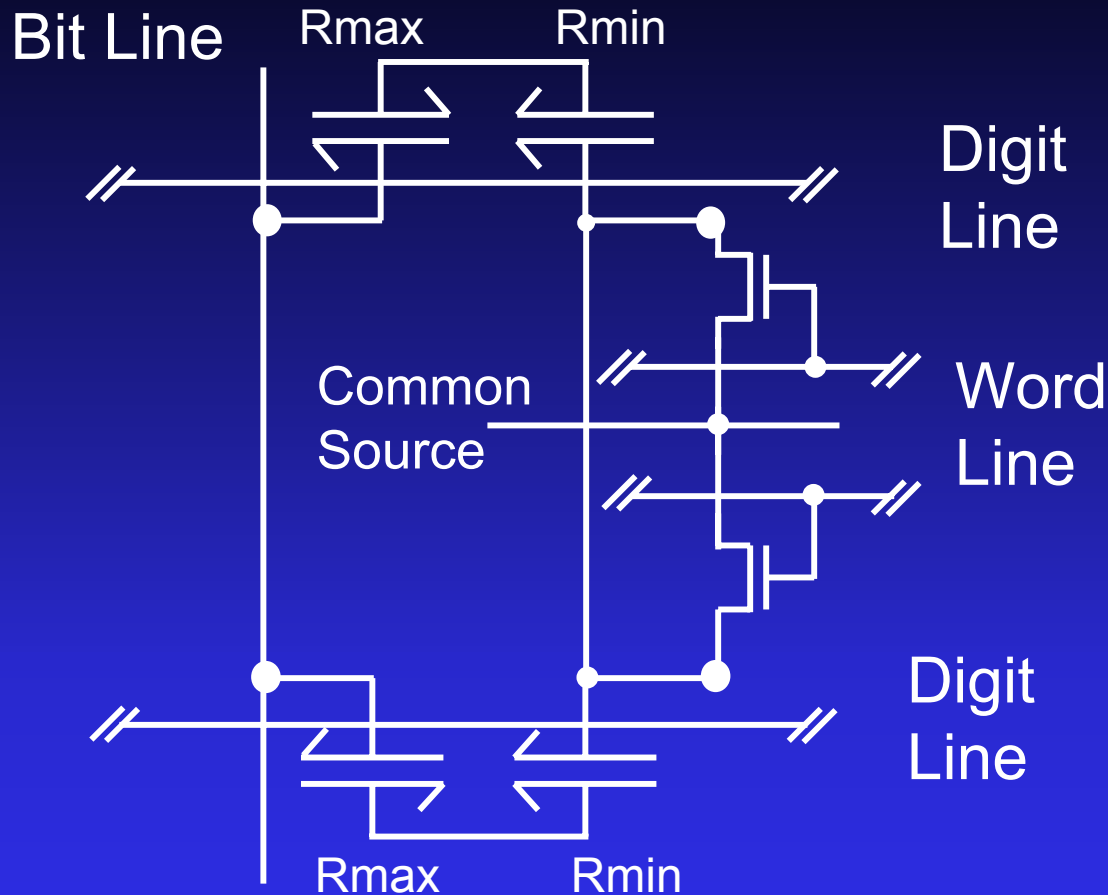 Bit Line
Rmax
Rmin
Digit
Line
Common
Source
Word
Line
Digit
Line
Rmax
Rmin